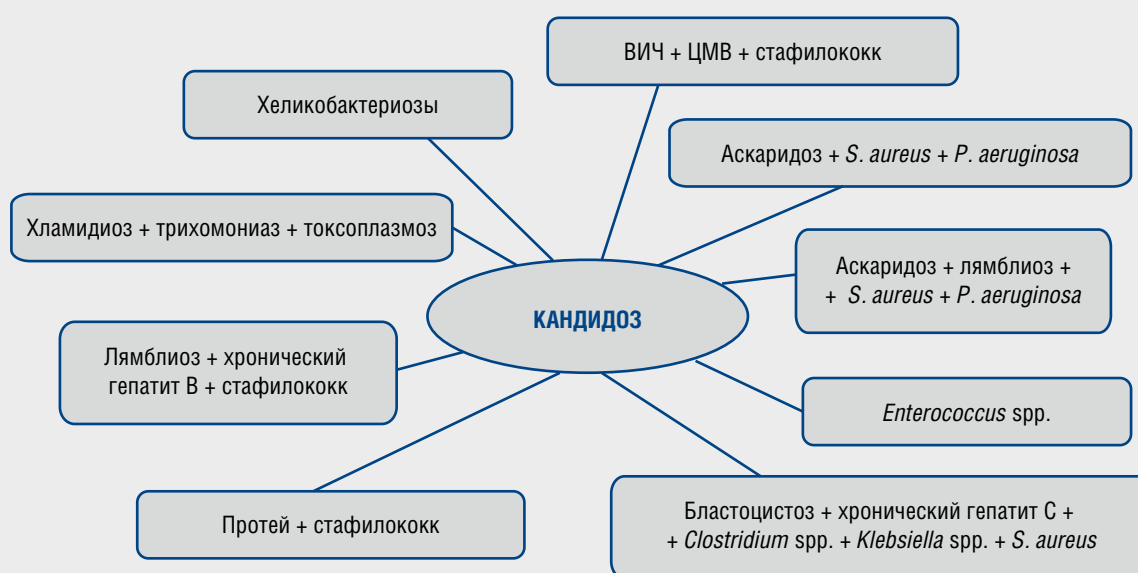 ВИЧ + ЦМВ + стафилококк
Хеликобактериозы
Аскаридоз + S. aureus + P. aeruginosa
Хламидиоз + трихомониаз + токсоплазмоз
Аскаридоз + лямблиоз +
+ S. aureus + P. aeruginosa
КАНДИДОЗ
Лямблиоз + хронический
гепатит В + стафилококк
Enterococcus spp.
Протей + стафилококк
Бластоцистоз + хронический гепатит С +
+ Clostridium spp. + Klebsiella spp. + S. aureus